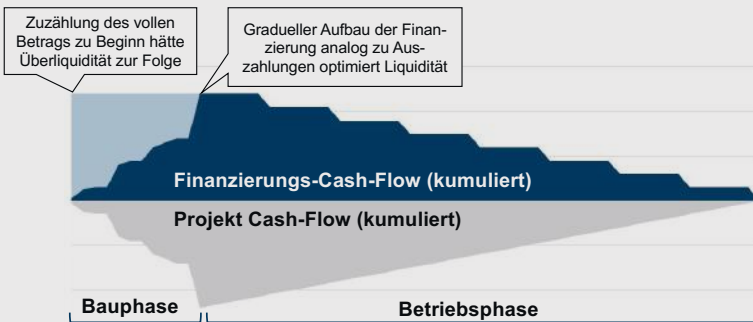 Zuzählung des vollen
Betrags zu Beginn hätte
Überliquidität zur Folge
Gradueller Aufbau der Finan-
zierung analog zu Aus-
zahlungen optimiert Liquidität
Finanzierungs-Cash-Flow (kumuliert)
Projekt Cash-Flow (kumuliert)
Bauphase
Betriebsphase